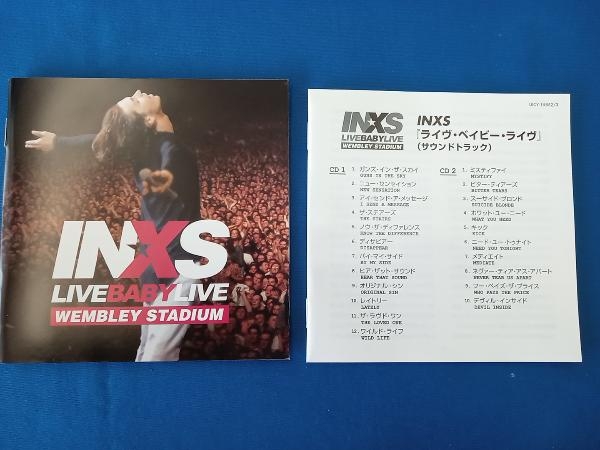 INXS
LIVEBABYLIVE
WEMBLEY STADIUM
INXS
LIVEBABYLIVE
WEMBLEY STADIUM
INXS
『ライヴ・ベイビー・ライヴ』
(サウンドトラック)
CD 1
1. ガンズ・イン・ザ・スカイ
GUNS IN THE SKY
2. ニュー・センセイション
NEW SENSATION
3. アイ・センド・ア・メッセージ
I SEND A MESSAGE
4. ザ・ステアーズ
THE STAIRS
5. ノウ・ザ・ディファレンス
KNOW THE DIFFERENCE
6. ディサピアー
DISAPPEAR
7. バイ・マイ・サイド
BY MY SIDE
8. ヒア・ザット・サウンド
HEAR THAT SOUND
9. オリジナル・シン
ORIGINAL SIN
10. レイトリー
LATELY
11. ザ・ラヴド・ワン
THE LOVED ONE
12. ワイルド・ライフ
WILD LIFE
CD 2
1. ミスティファイ
MYSTIFY
2. ビター・ティアーズ
BITTER TEARS
3. スーサイド・ブロンド
SUICIDE BLONDE
4. ホワット・ユー・ニード
WHAT YOU NEED
5. キック
KICK
6. ニード・ユー・トゥナイト
NEED YOU TONIGHT
7. メディエイト
MEDIATE
8. ネヴァー・ティア・アス・アパート
NEVER TEAR US APART
9. フー・ペイズ・ザ・プライス
WHO PAYS THE PRICE
10. デヴィル・インサイド
DEVIL INSIDE